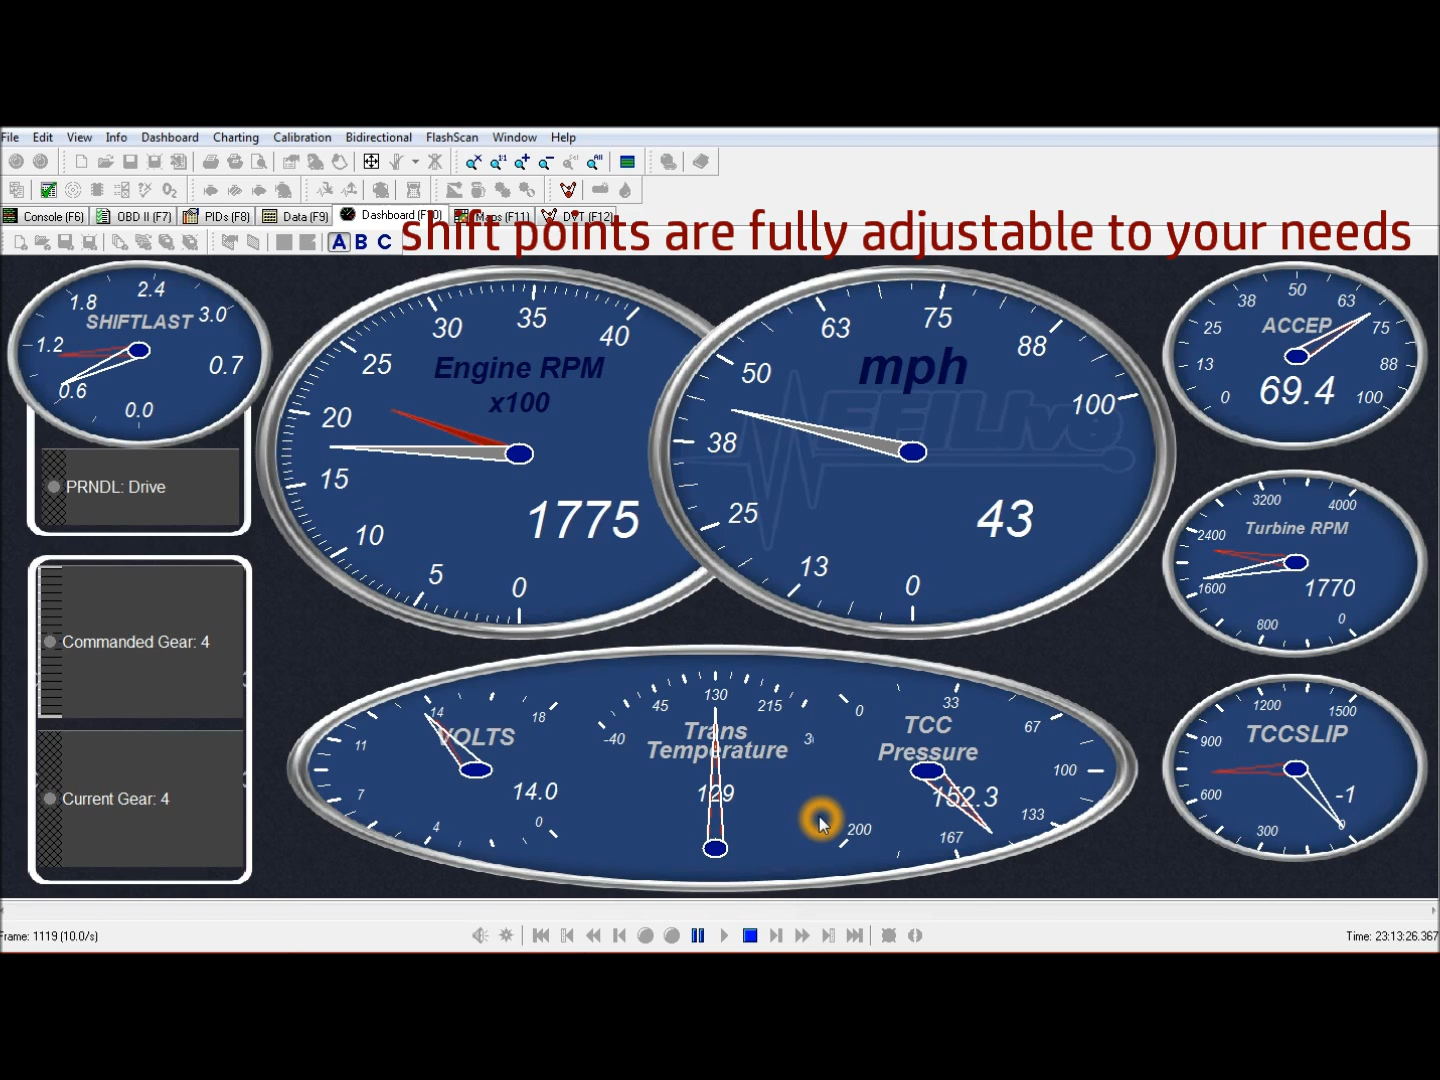 File Edit View Info Dashboard Charting Calibration Bidirectional FlashScan Window Help
Console (F6) OBD II (F7) PIDs (F8) Data (F9) Dashboard (F10) Maps (F11) DVT (F12)
A B C
shift points are fully adjustable to your needs
SHIFTLAST
0.0 0.6 1.2 1.8 2.4 3.0
0.7
PRNDL: Drive
Commanded Gear: 4
Current Gear: 4
Engine RPM
x100
0 5 10 15 20 25 30 35 40
1775
mph
0 13 25 38 50 63 75 88 100
EFILive
43
ACCEP
0 13 25 38 50 63 75 88 100
69.4
Turbine RPM
0 800 1600 2400 3200 4000
1770
VOLTS
0 4 7 11 14 18
14.0
Trans
Temperature
-40 45 130 215
129
TCC
Pressure
0 33 67 100 133 167 200
152.3
TCCSLIP
0 300 600 900 1200 1500
-1
Frame: 1119 (10.0/s)
Time: 23:13:26.367